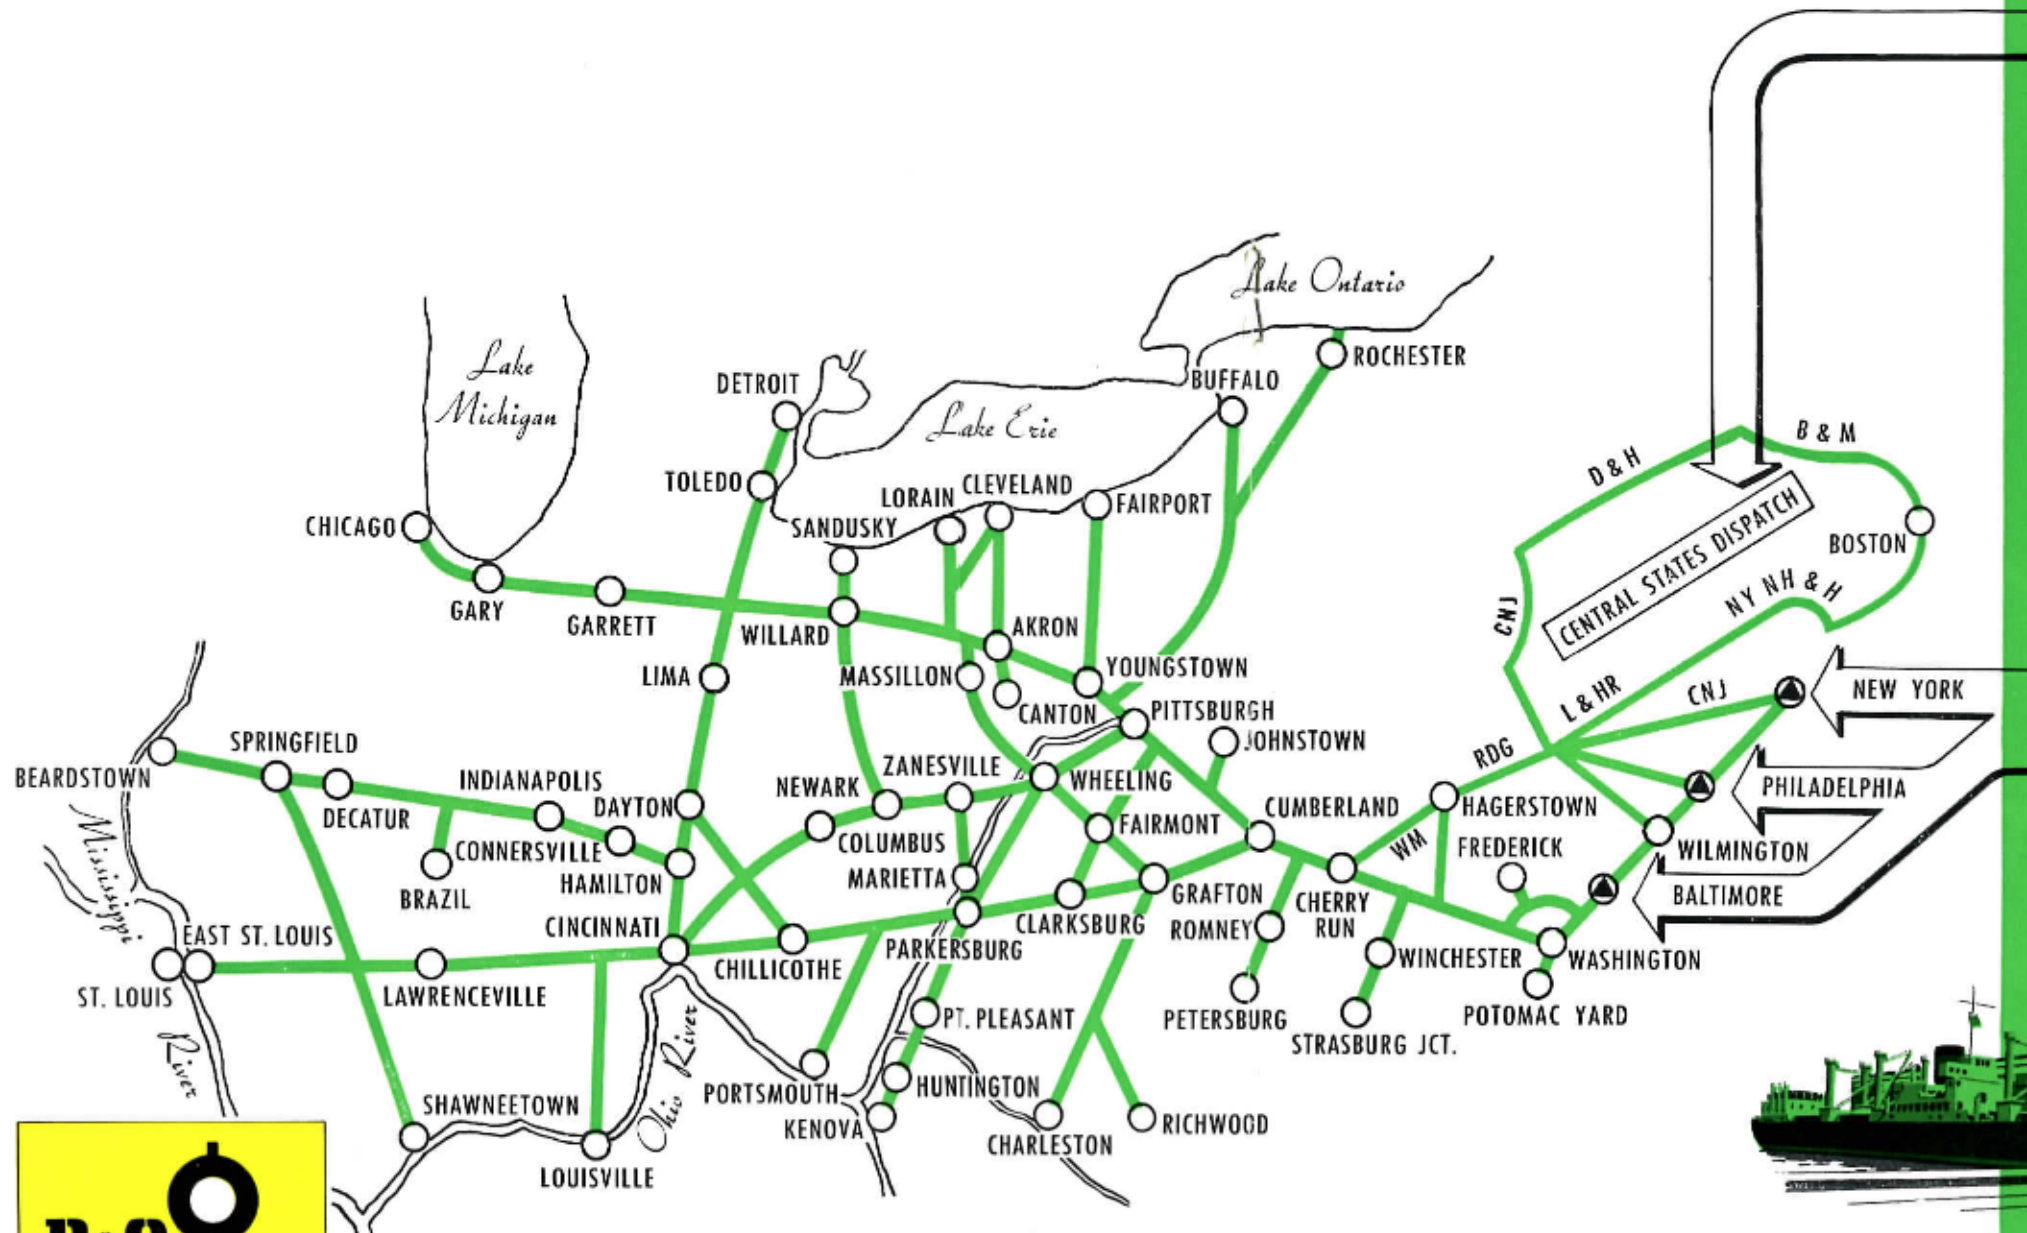 Lake Ontario
ROCHESTER
BUFFALO
Lake
Michigan
DETROIT
Lake Erie
B & M
D & H
TOLEDO
LORAIN
CLEVELAND
FAIRPORT
CHICAGO
SANDUSKY
BOSTON
CENTRAL STATES DISPATCH
GARY
GARRETT
WILLARD
AKRON
CNJ
NY NH & H
LIMA
MASSILLON
YOUNGSTOWN
CANTON
L & HR
CNJ
NEW YORK
PITTSBURGH
JOHNSTOWN
RDG
SPRINGFIELD
BEARDSTOWN
INDIANAPOLIS
DECATUR
DAYTON
NEWARK
ZANESVILLE
WHEELING
PHILADELPHIA
CUMBERLAND
HAGERSTOWN
FAIRMONT
COLUMBUS
CONNERSVILLE
WM
FREDERICK
WILMINGTON
Mississippi
BRAZIL
HAMILTON
MARIETTA
GRAFTON
BALTIMORE
CINCINNATI
CLARKSBURG
ROMNEY
CHERRY
RUN
EAST ST. LOUIS
PARKERSBURG
CHILLICOTHE
WINCHESTER
WASHINGTON
ST. LOUIS
LAWRENCEVILLE
PT. PLEASANT
PETERSBURG
POTOMAC YARD
STRASBURG JCT.
River
Ohio River
PORTSMOUTH
HUNTINGTON
SHAWNEETOWN
KENOVA
CHARLESTON
RICHWOOD
LOUISVILLE